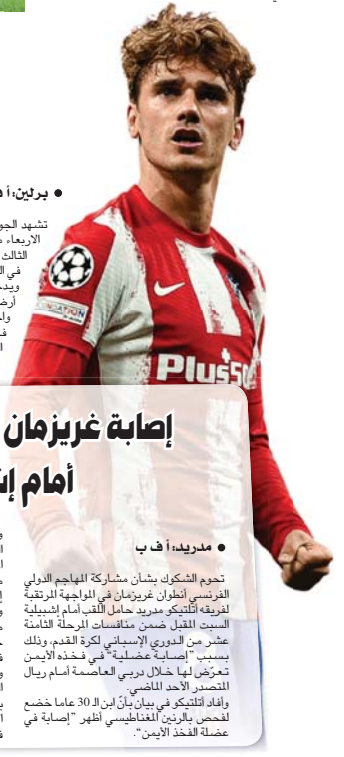 ● برلين: أ
تشهد
الاربعاء
الثالث
في
FOUNDATION
Plus5
إصابة غريزمان
أمام
● مدريد: أ ف ب
تحوم الشكوك بشأن مشاركة المهاجم الدولي
الفرنسي أنطوان غريزمان في المواجهة المرتقبة
لفريقه أتلتيكو مدريد حامل اللقب أمام إشبيلية
السبت المقبل ضمن منافسات المرحلة الثامنة
عشر من الدوري الإسباني لكرة القدم، وذلك
بسبب "إصابة عضلية" في فخذه الأيمن
تعرّض لها خلال دربي العاصمة أمام ريال
المتصدر الأحد الماضي.
وأفاد أتلتيكو في بيان بأنّ ابن الـ 30 عاما خضع
لفحص بالرنين المغناطيسي أظهر "إصابة في
عضلة الفخذ الأيمن".